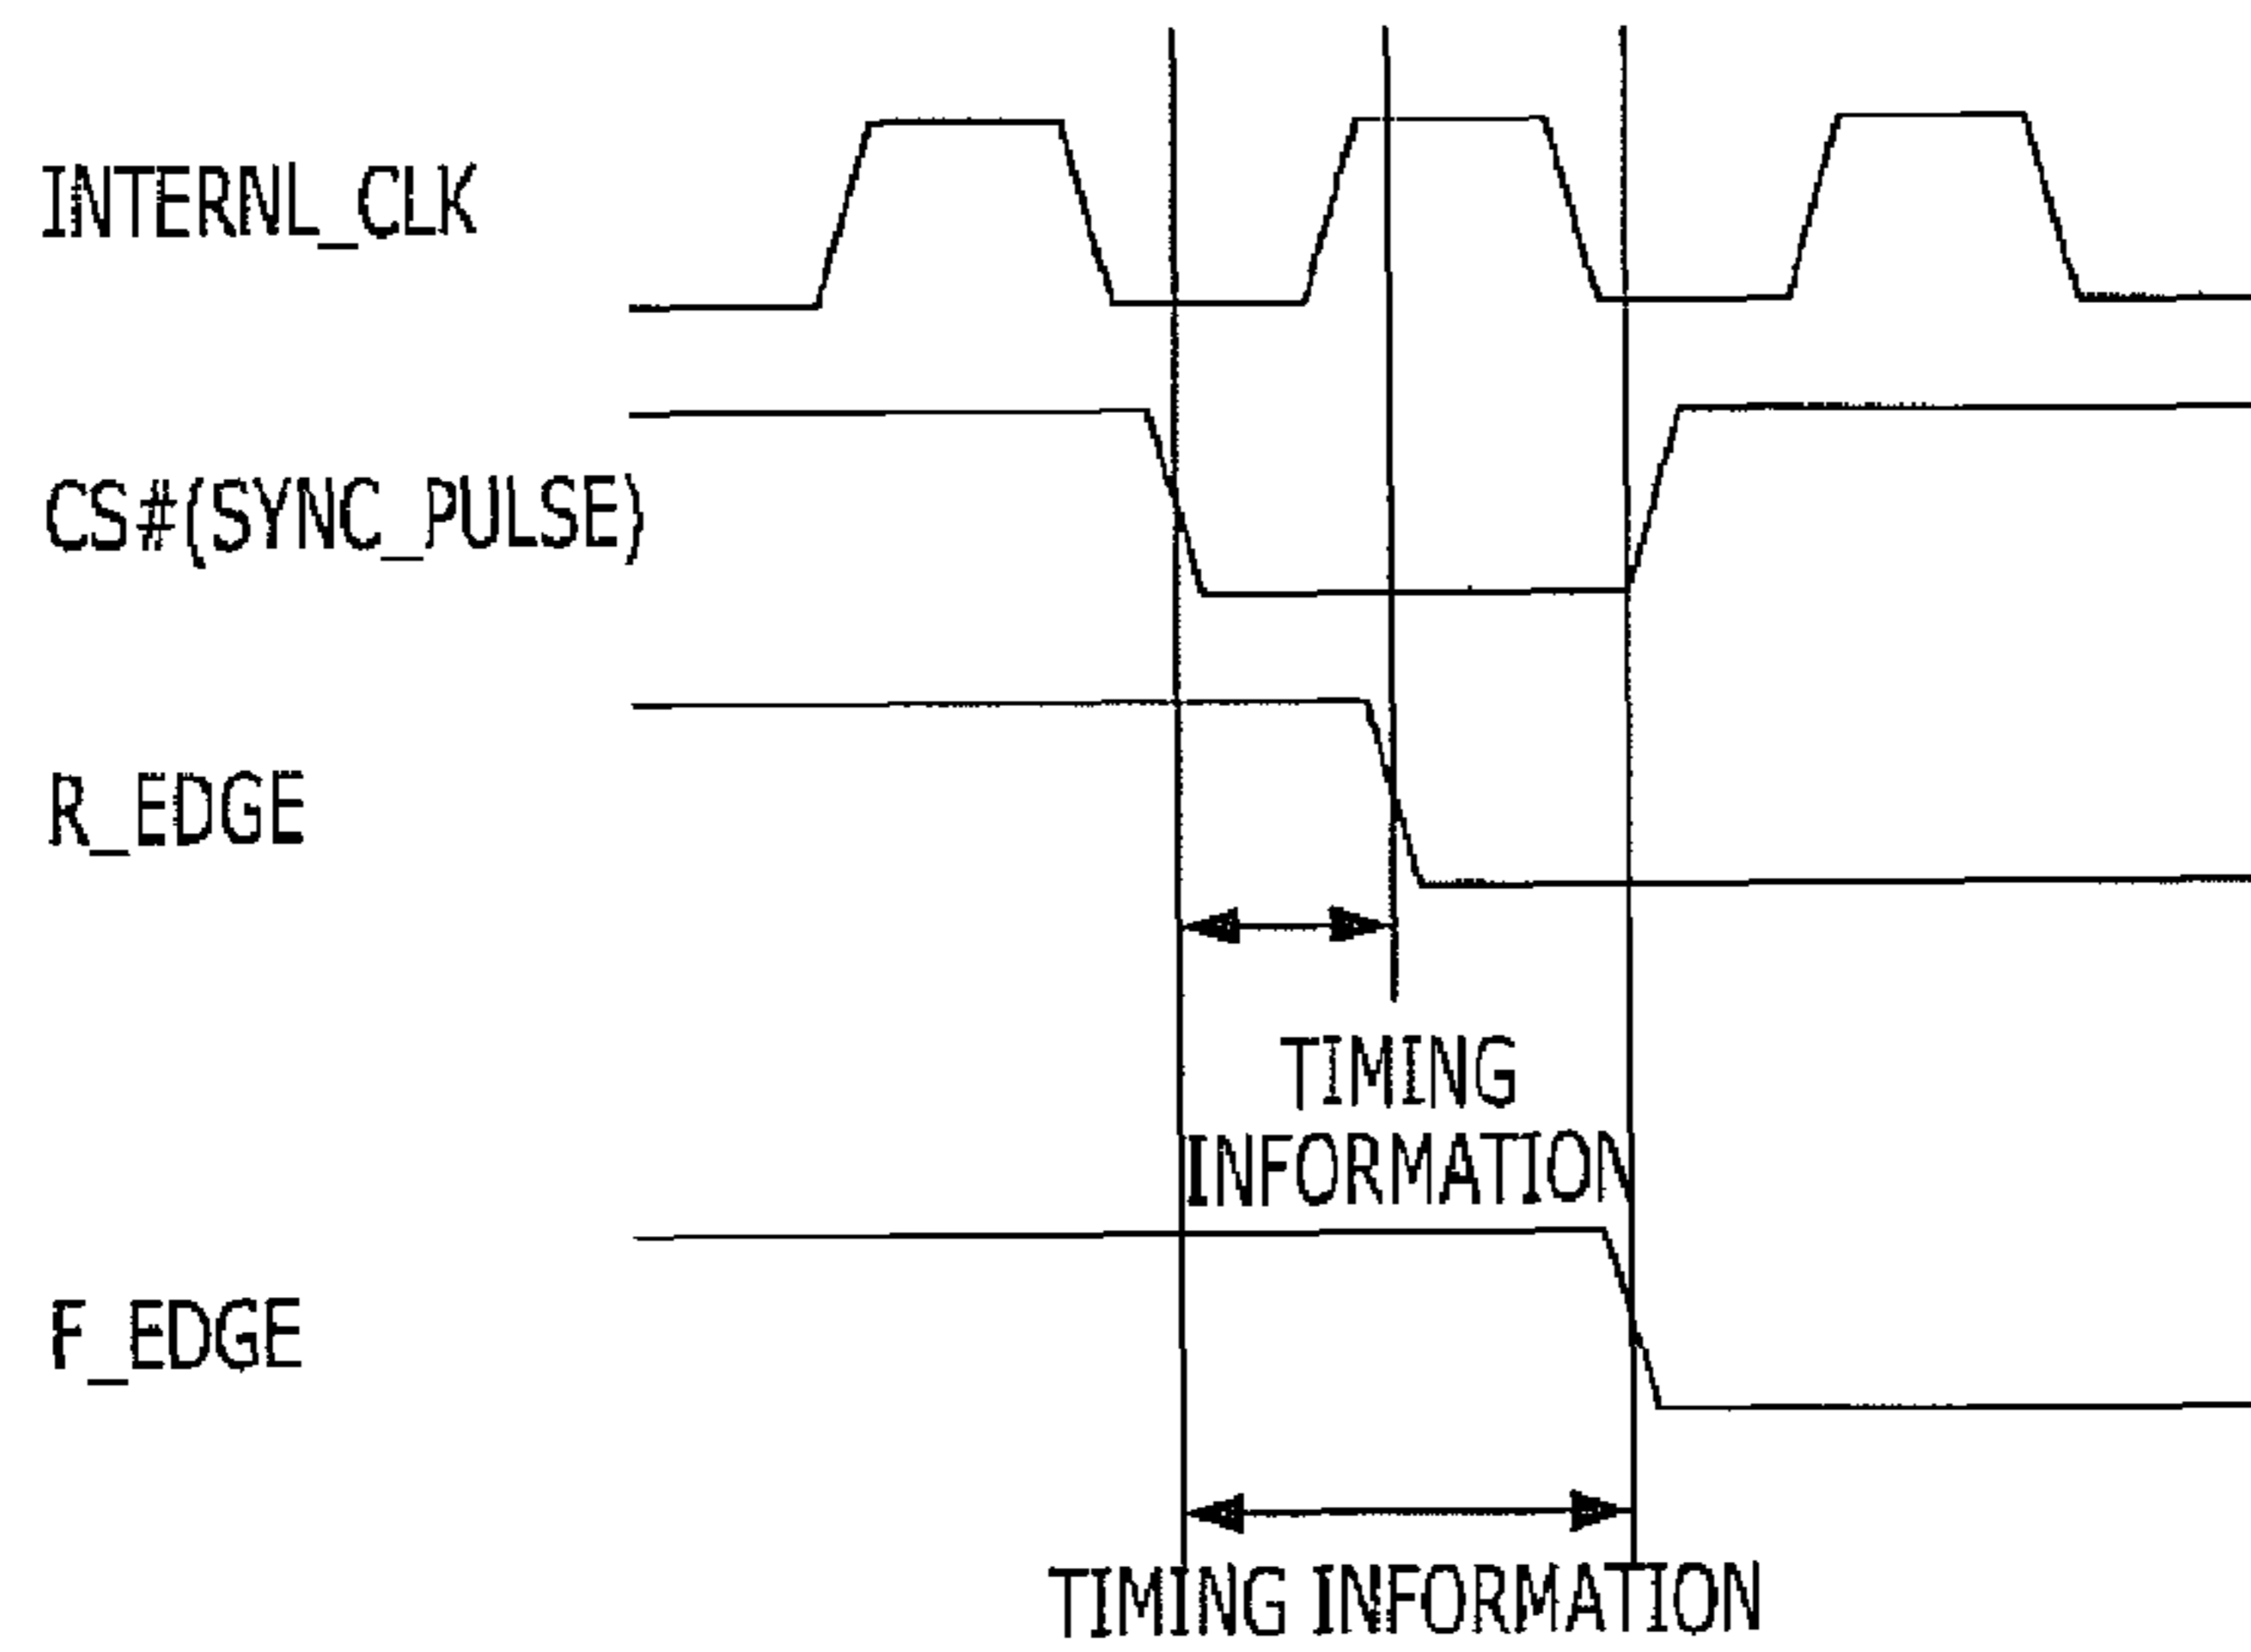 INTERNL_CLK
CS#(SYNC_PULSE)
R_EDGE
TIMING
INFORMATION
F_EDGE
TIMING INFORMATION